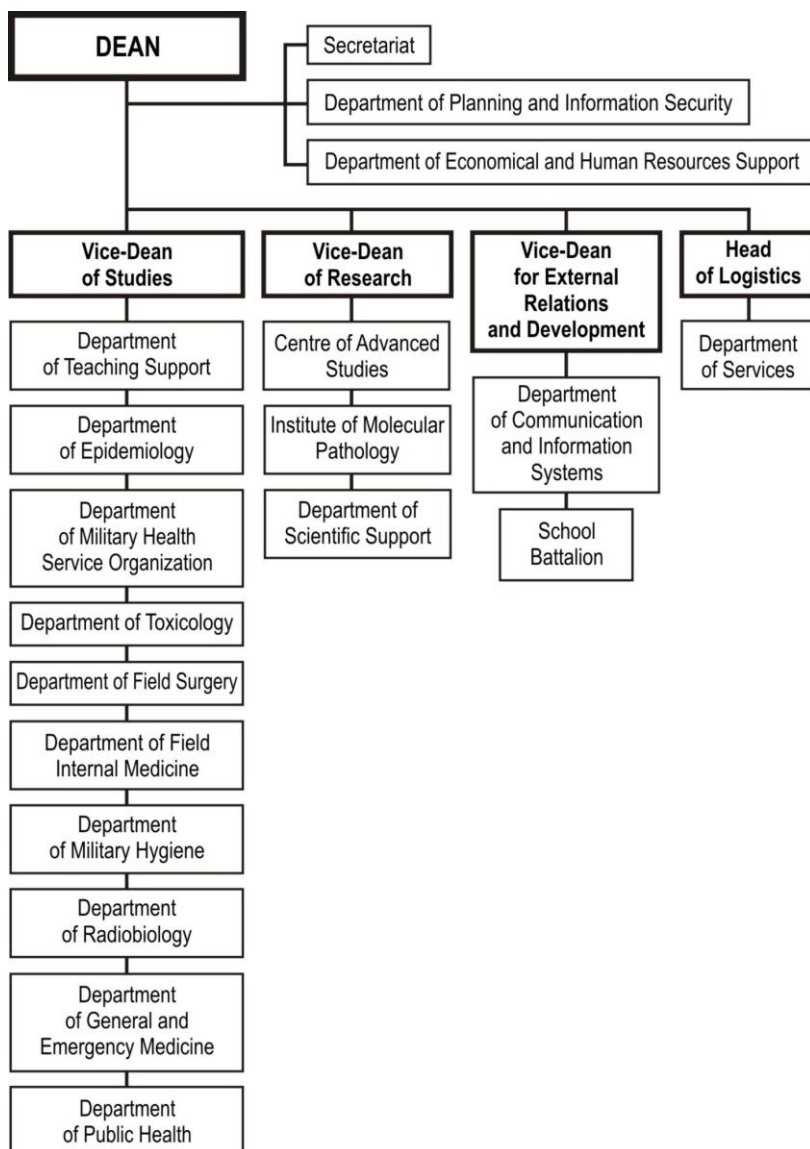 DEAN
Secretariat
Department of Planning and Information Security
Department of Economical and Human Resources Support
Vice-Dean
of Studies
Department
of Teaching Support
Department
of Epidemiology
Department
of Military Health
Service Organization
Department of Toxicology
Department of Field Surgery
Department of Field
Internal Medicine
Department
of Military Hygiene
Department
of Radiobiology
Department
of General and
Emergency Medicine
Department
of Public Health
Vice-Dean
of Research
Centre of Advanced
Studies
Institute of Molecular
Pathology
Department of
Scientific Support
Vice-Dean
for External
Relations
and Development
Department
of Communication
and Information
Systems
School
Battalion
Head
of Logistics
Department
of Services